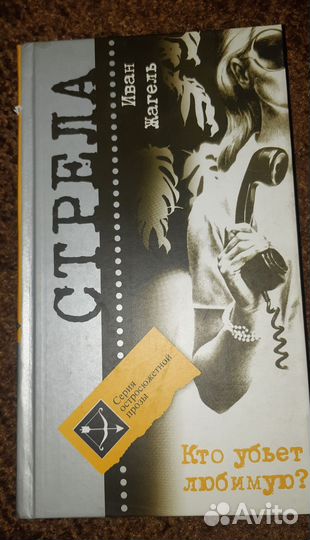 СТРЕЛА
Иван
Жагель
Серия
остросюжетной
прозы
Кто убьет
любимую?
Avito